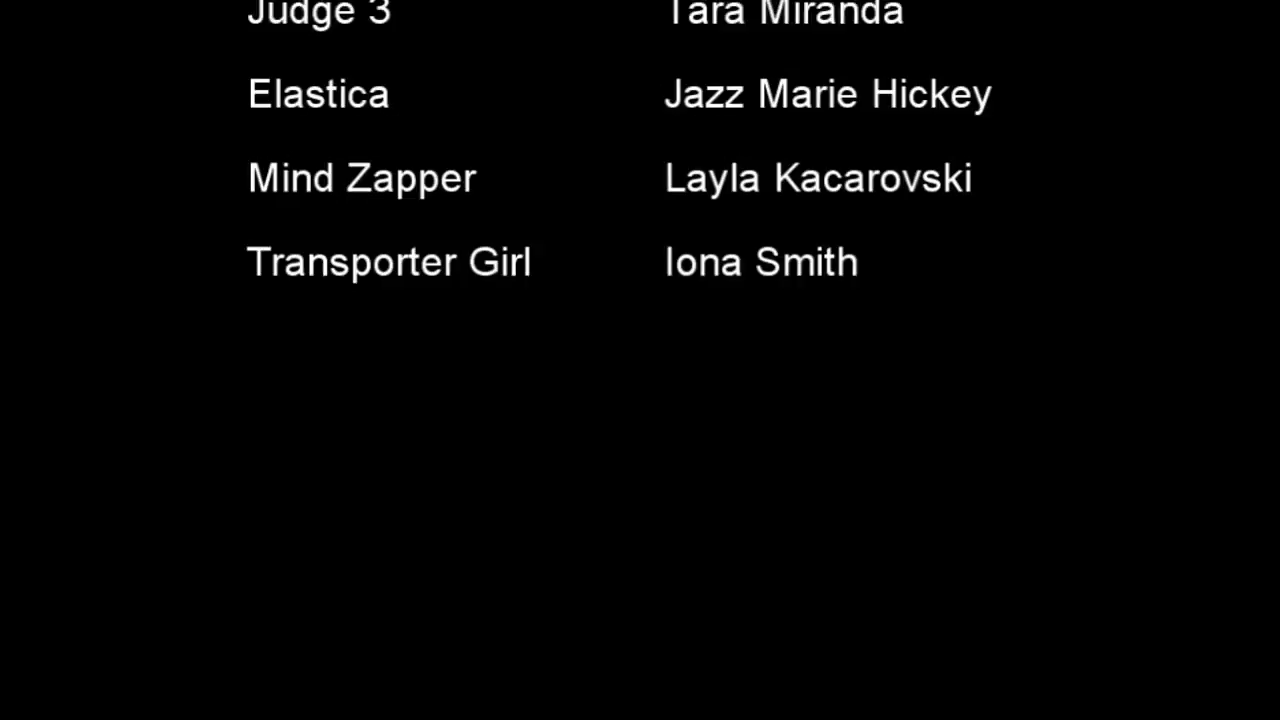 Judge 3 Tara Miranda
Elastica Jazz Marie Hickey
Mind Zapper Layla Kacarovski
Transporter Girl Iona Smith